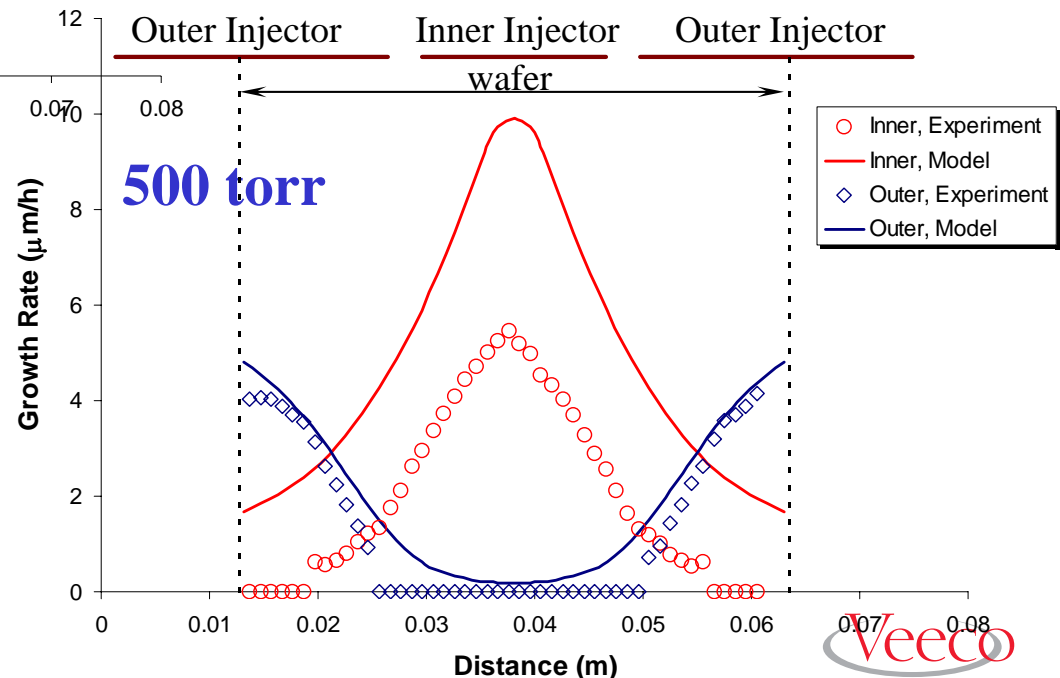 Outer Injector Inner Injector Outer Injector
wafer
0.07 0.08
500 torr
Inner, Experiment
Inner, Model
Outer, Experiment
Outer, Model
12
10
8
6
4
2
0
Growth Rate (μm/h)
0 0.01 0.02 0.03 0.04 0.05 0.06 0.07 0.08
Distance (m)
Veeco